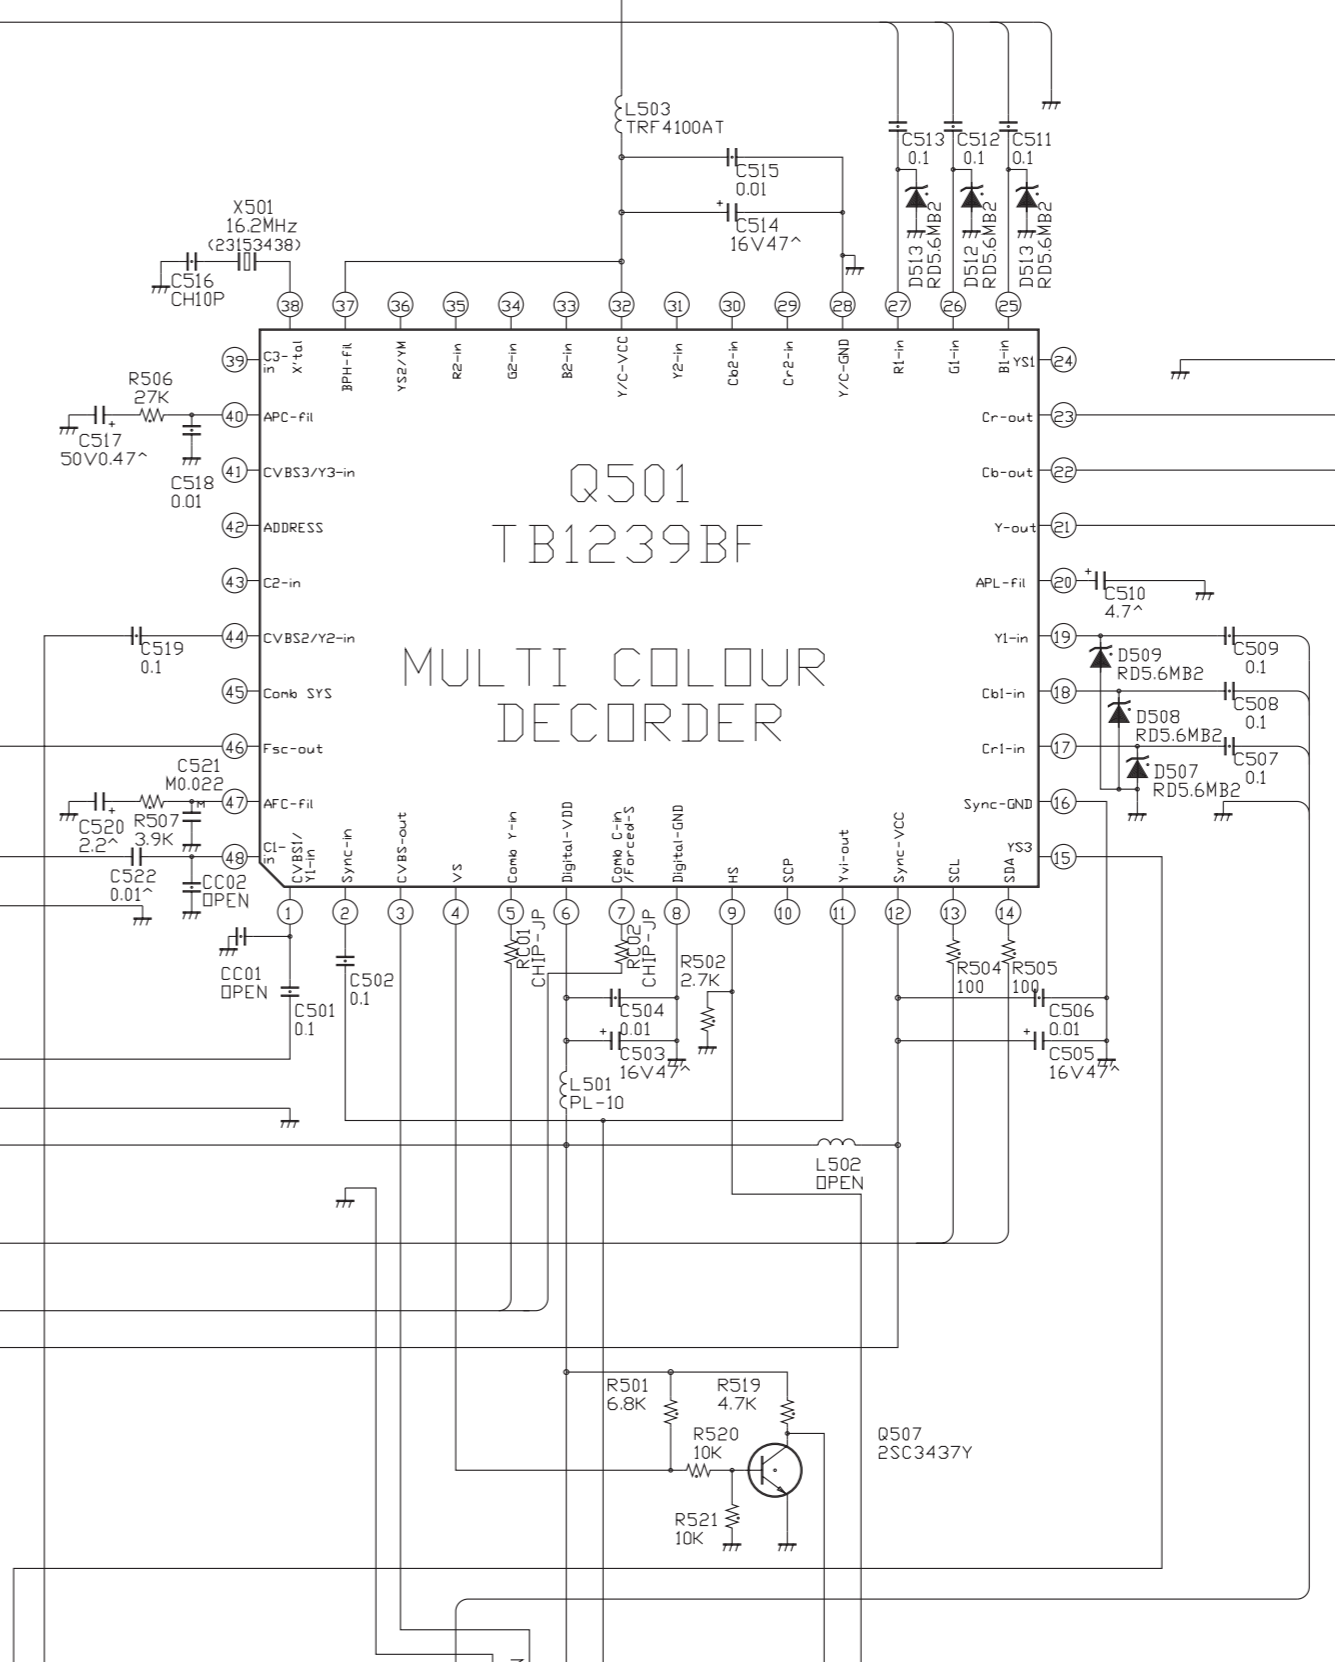 L503
TRF4100AT
C515
0.01
C514
16V47^
C513
0.1
C512
0.1
C511
0.1
D513
RD5.6MB2
D512
RD5.6MB2
D513
RD5.6MB2
X501
16.2MHz
(23153438)
C516
CH10P
38
37
36
35
34
33
32
31
30
29
28
27
26
25
X'tal
BPH-fil
YS2/YM
R2-in
G2-in
B2-in
Y/C-VCC
Y2-in
Cb2-in
Cr2-in
Y/C-GND
R1-in
G1-in
B1-in
39
C3-
in
YS1
24
R506
27K
C517
50V0.47^
C518
0.01
40
APC-fil
Cr-out
23
41
CVBS3/Y3-in
Cb-out
22
42
ADDRESS
Y-out
21
43
C2-in
APL-fil
20
C510
4.7^
44
CVBS2/Y2-in
Y1-in
19
C519
0.1
C509
0.1
D509
RD5.6MB2
45
Comb SYS
Cb1-in
18
C508
0.1
D508
RD5.6MB2
46
Fsc-out
Cr1-in
17
C507
0.1
D507
RD5.6MB2
Q501
TB1239BF
MULTI COLOUR
DECORDER
C521
M0.022
M
C520
2.2^
R507
3.9K
47
AFC-fil
Sync-GND
16
C522
0.01^
CC02
OPEN
48
C1-
in
YS3
15
CVBS1/
Y1-in
Sync-in
CVBS-out
VS
Comb Y-in
Digital-VDD
Comb C-in
/Forced-S
Digital-GND
HS
SCP
Yvi-out
Sync-VCC
SCL
SDA
1
2
3
4
5
6
7
8
9
10
11
12
13
14
CC01
OPEN
C501
0.1
C502
0.1
RC01
CHIP-JP
RC02
CHIP-JP
R502
2.7K
C504
0.01
C503
16V47^
L501
PL-10
R504
100
R505
100
C506
0.01
C505
16V47^
L502
OPEN
R501
6.8K
R519
4.7K
R520
10K
R521
10K
Q507
2SC3437Y